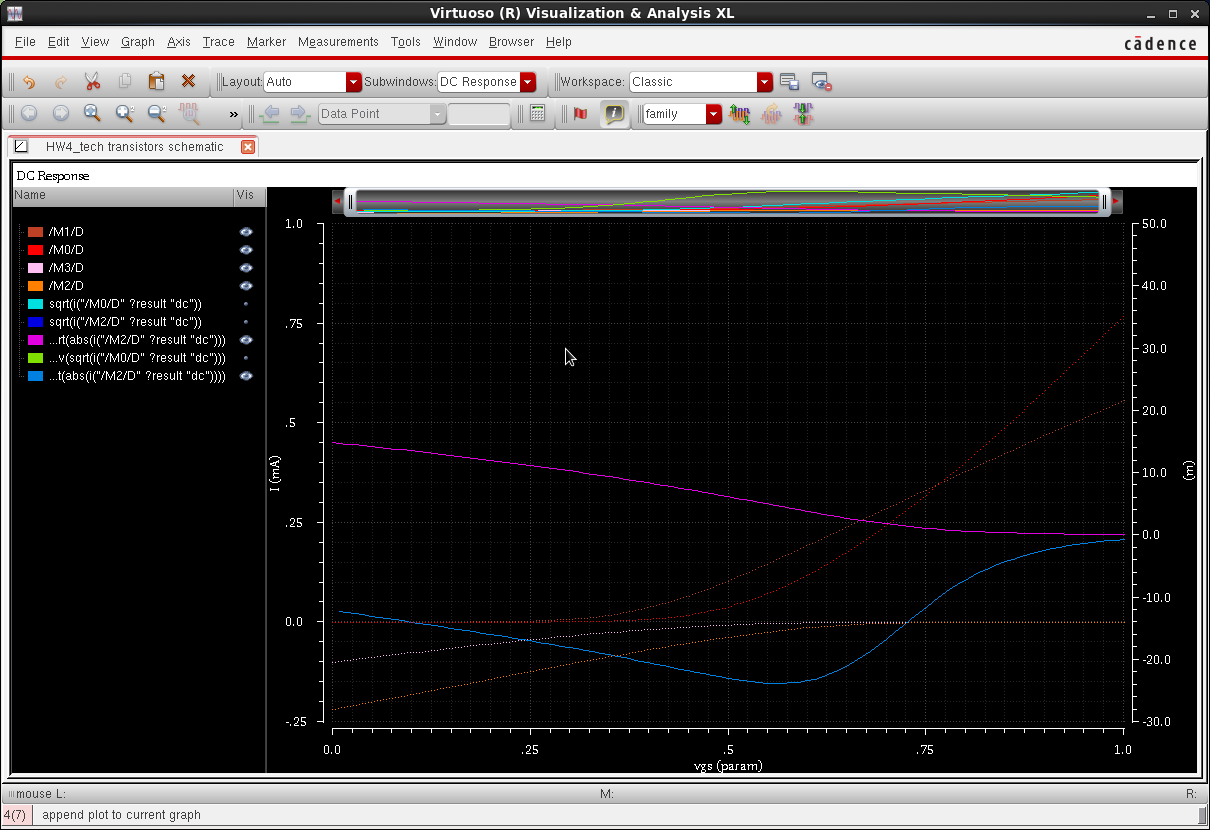 Virtuoso (R) Visualization & Analysis XL
File Edit View Graph Axis Trace Marker Measurements Tools Window Browser Help
cādence
Layout: Auto Subwindows: DC Response Workspace: Classic
» Data Point family
HW4_tech transistors schematic
DC Response
Name Vis
/M1/D
/M0/D
/M3/D
/M2/D
sqrt(i("/M0/D" ?result "dc"))
sqrt(i("/M2/D" ?result "dc"))
...rt(abs(i("/M2/D" ?result "dc")))
...v(sqrt(i("/M0/D" ?result "dc")))
...t(abs(i("/M2/D" ?result "dc"))))
1.0
.75
.5
.25
0.0
-.25
I (mA)
50.0
40.0
30.0
20.0
10.0
0.0
-10.0
-20.0
-30.0
(m)
0.0 .25 .5 .75 1.0
vgs (param)
mouse L: M: R:
4(7) append plot to current graph